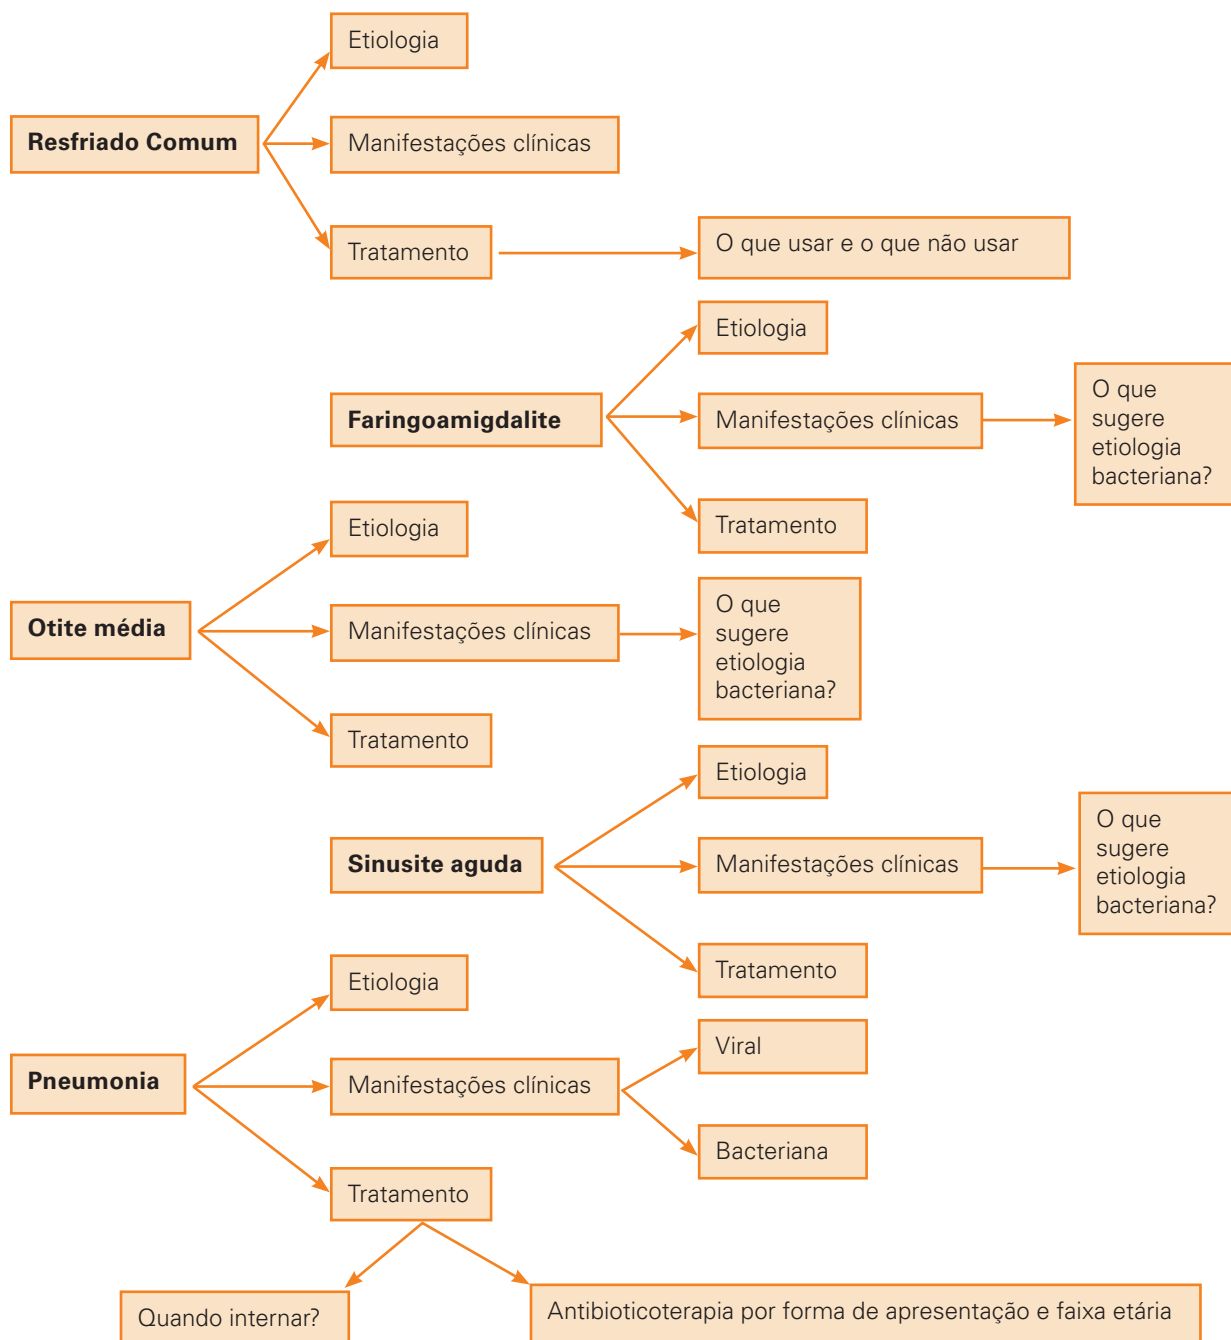 Etiologia
Resfriado Comum
Manifestações clínicas
Tratamento
O que usar e o que não usar
Etiologia
Faringoamigdalite
Manifestações clínicas
O que
sugere
etiologia
bacteriana?
Tratamento
Etiologia
Otite média
Manifestações clínicas
O que
sugere
etiologia
bacteriana?
Tratamento
Etiologia
Sinusite aguda
Manifestações clínicas
O que
sugere
etiologia
bacteriana?
Tratamento
Etiologia
Pneumonia
Manifestações clínicas
Viral
Bacteriana
Tratamento
Quando internar?
Antibioticoterapia por forma de apresentação e faixa etária